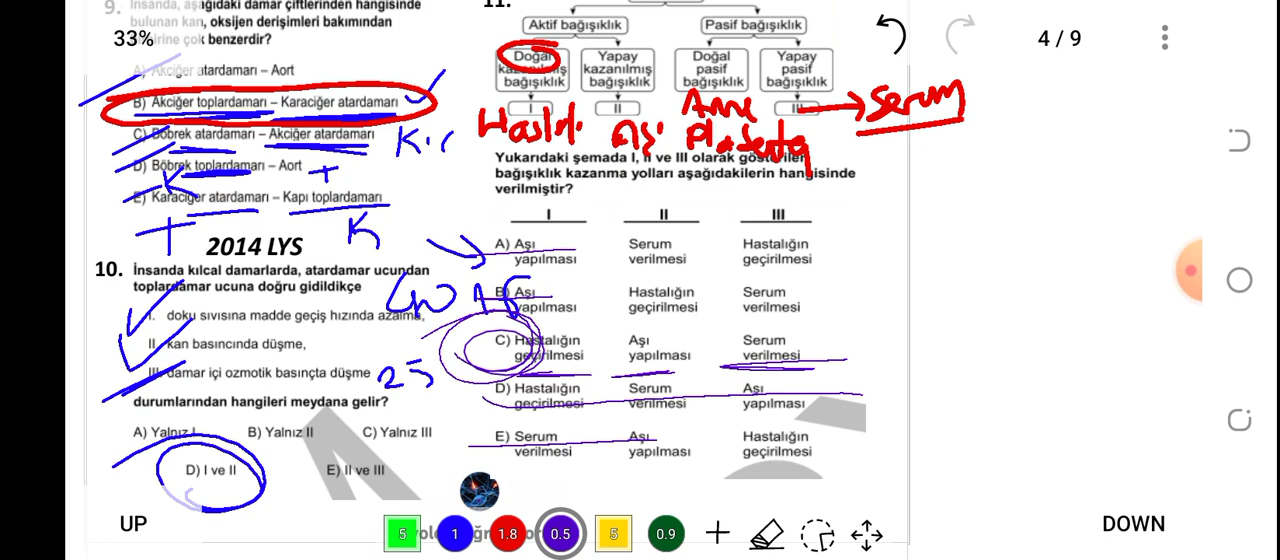 9. İnsanda, aşağıdaki damar çiftlerinden hangisinde
bulunan kan, oksijen derişimleri bakımından
birbirine çok benzerdir?
33%
A) Akciğer atardamarı – Aort
B) Akciğer toplardamarı – Karaciğer atardamarı
C) Böbrek atardamarı – Akciğer atardamarı
D) Böbrek toplardamarı – Aort
E) Karaciğer atardamarı – Kapı toplardamarı
K
K
2014 LYS
10. İnsanda kılcal damarlarda, atardamar ucundan
toplardamar ucuna doğru gidildikçe
I. doku sıvısına madde geçiş hızında azalma,
II. kan basıncında düşme,
III. damar içi ozmotik basınçta düşme
25
durumlarından hangileri meydana gelir?
A) Yalnız I B) Yalnız II C) Yalnız III
D) I ve II E) II ve III
11.
Aktif bağışıklık Pasif bağışıklık
Doğal kazanılmış bağışıklık
Yapay kazanılmış bağışıklık
Doğal pasif bağışıklık
Yapay pasif bağışıklık
I II III
Hastl. aşı Anne Plasenta Serum
Yukarıdaki şemada I, II ve III olarak gösterilen
bağışıklık kazanma yolları aşağıdakilerin hangisinde
verilmiştir?
I II III
A) Aşı yapılması Serum verilmesi Hastalığın geçirilmesi
B) Aşı yapılması Hastalığın geçirilmesi Serum verilmesi
C) Hastalığın geçirilmesi Aşı yapılması Serum verilmesi
D) Hastalığın geçirilmesi Serum verilmesi Aşı yapılması
E) Serum verilmesi Aşı yapılması Hastalığın geçirilmesi
4 / 9
UP
5 1 1.8 0.5 5 0.9
DOWN